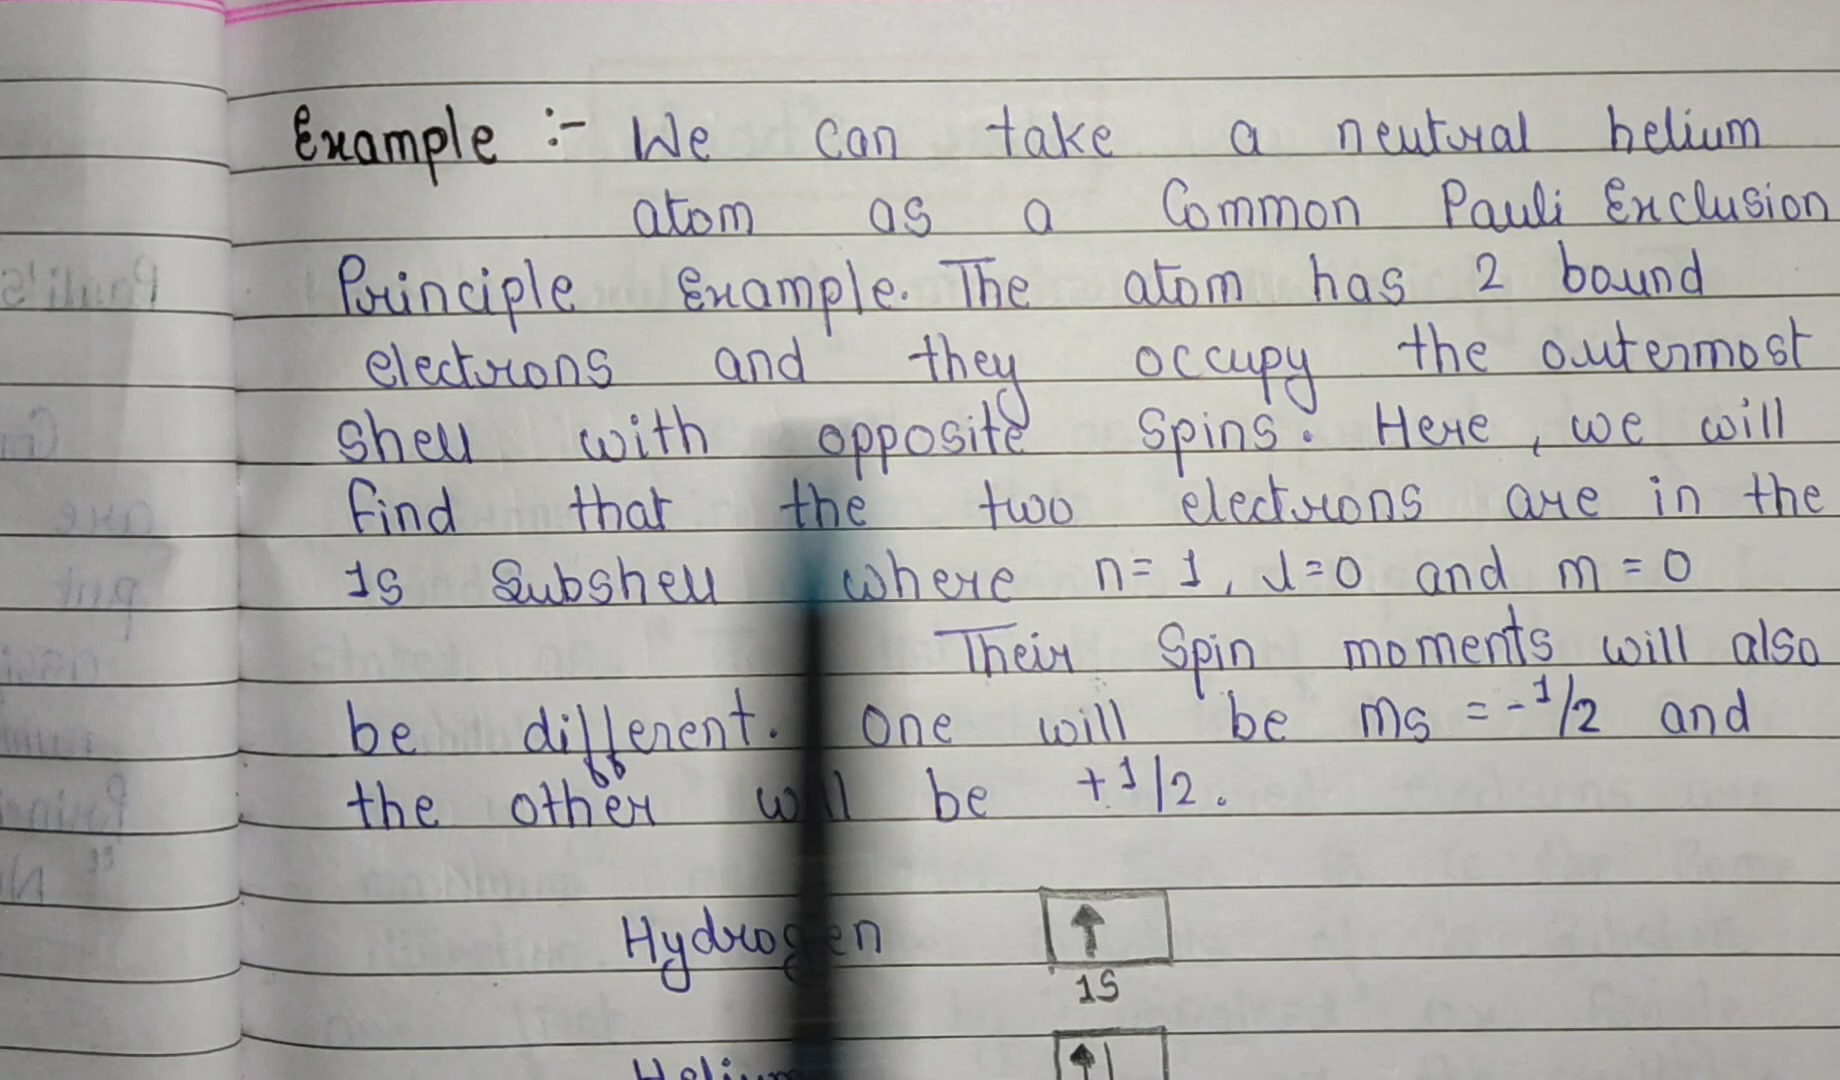 Example :- We can take a neutral helium
atom as a Common Pauli Exclusion
Principle Example. The atom has 2 bound
electrons and they occupy the outermost
shell with opposite spins. Here, we will
find that the two electrons are in the
1s Subshell where n=1, l=0 and m=0
Their Spin moments will also
be different. One will be ms = -1/2 and
the other will be +1/2.
Hydrogen ↑
1S
Helium